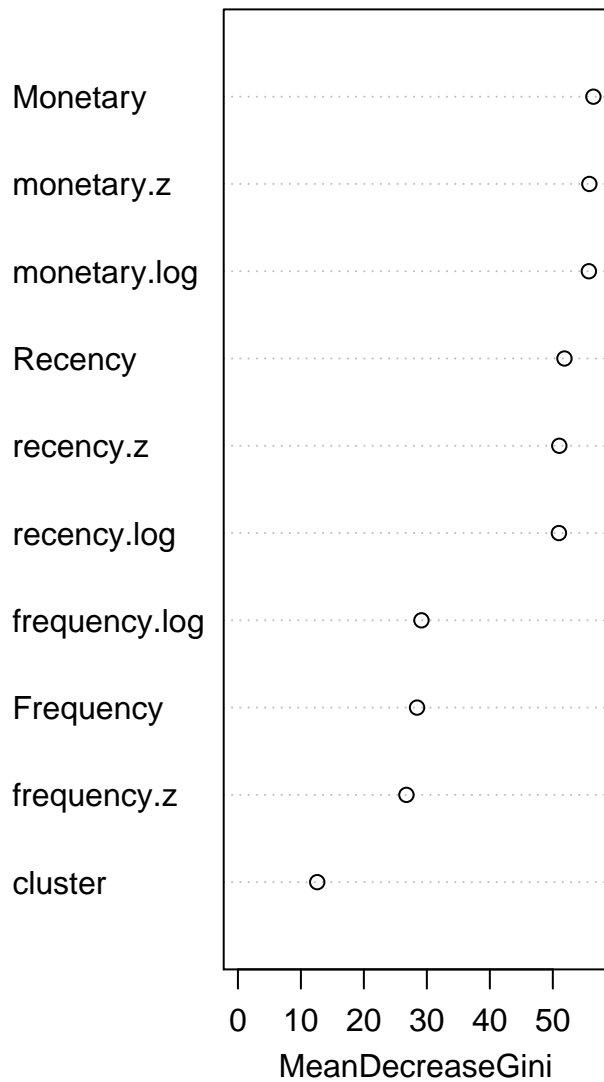 Monetary
monetary.z
monetary.log
Recency
recency.z
recency.log
frequency.log
Frequency
frequency.z
cluster
0 10 20 30 40 50
MeanDecreaseGini